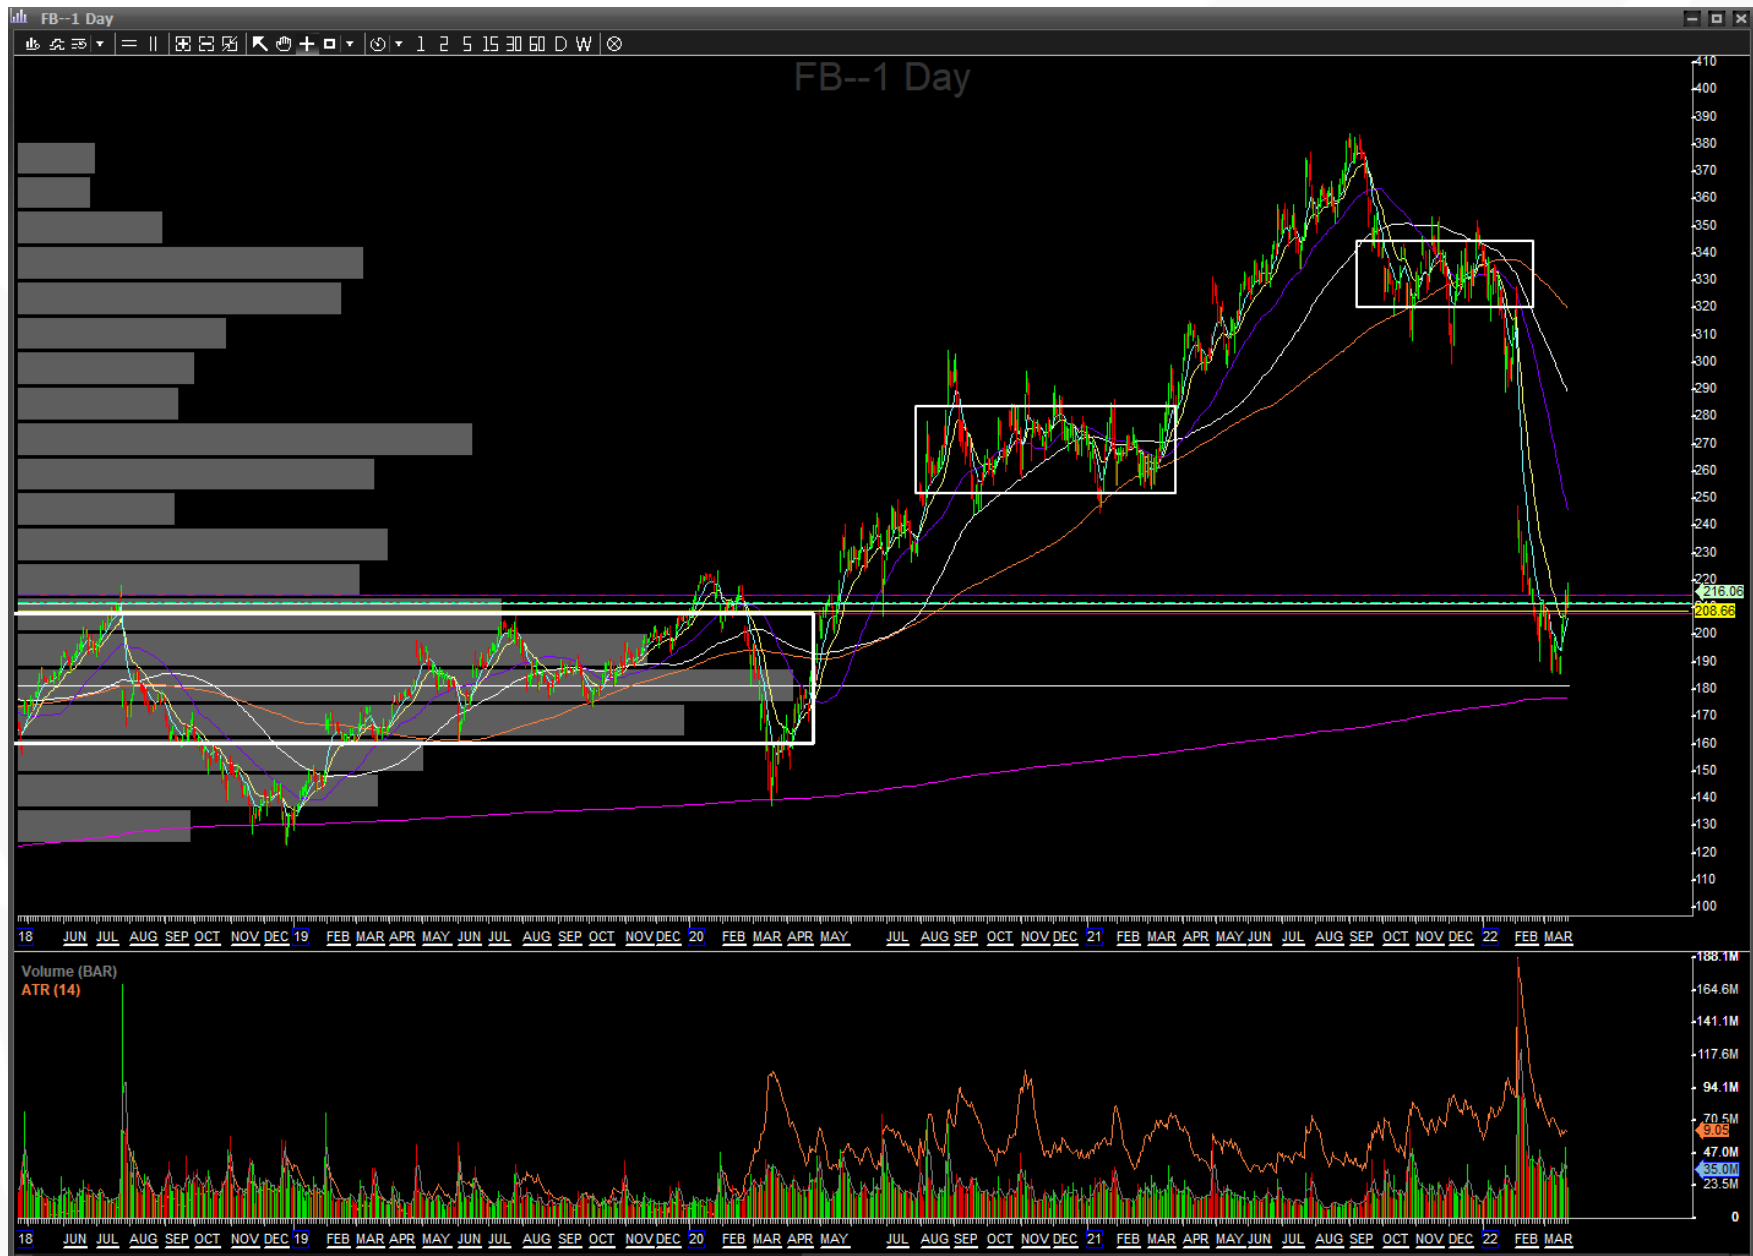 FB--1 Day
1 2 5 15 30 60 D W
FB--1 Day
410
400
390
380
370
360
350
340
330
320
310
300
290
280
270
260
250
240
230
220
216.06
208.66
200
190
180
170
160
150
140
130
120
110
100
18 JUN JUL AUG SEP OCT NOV DEC 19 FEB MAR APR MAY JUN JUL AUG SEP OCT NOV DEC 20 FEB MAR APR MAY JUL AUG SEP OCT NOV DEC 21 FEB MAR APR MAY JUN JUL AUG SEP OCT NOV DEC 22 FEB MAR
Volume (BAR)
ATR (14)
188.1M
164.6M
141.1M
117.6M
94.1M
70.5M
9.05
47.0M
35.0M
23.5M
0
18 JUN JUL AUG SEP OCT NOV DEC 19 FEB MAR APR MAY JUN JUL AUG SEP OCT NOV DEC 20 FEB MAR APR MAY JUL AUG SEP OCT NOV DEC 21 FEB MAR APR MAY JUN JUL AUG SEP OCT NOV DEC 22 FEB MAR